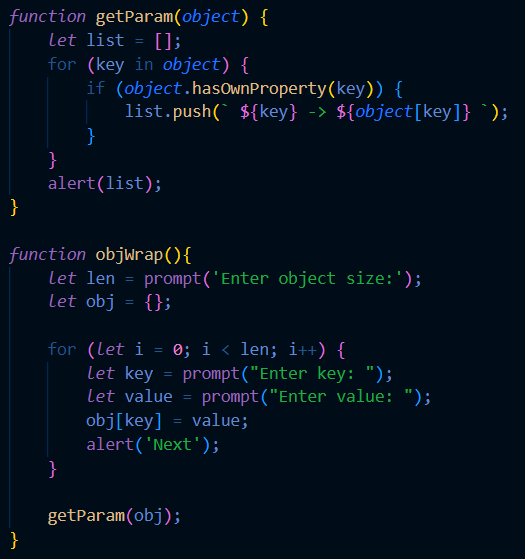 function getParam(object) {
    let list = [];
    for (key in object) {
        if (object.hasOwnProperty(key)) {
            list.push(` ${key} -> ${object[key]} `);
        }
    }
    alert(list);
}

function objWrap(){
    let len = prompt('Enter object size:');
    let obj = {};

    for (let i = 0; i < len; i++) {
        let key = prompt("Enter key: ");
        let value = prompt("Enter value: ");
        obj[key] = value;
        alert('Next');
    }

    getParam(obj);
}